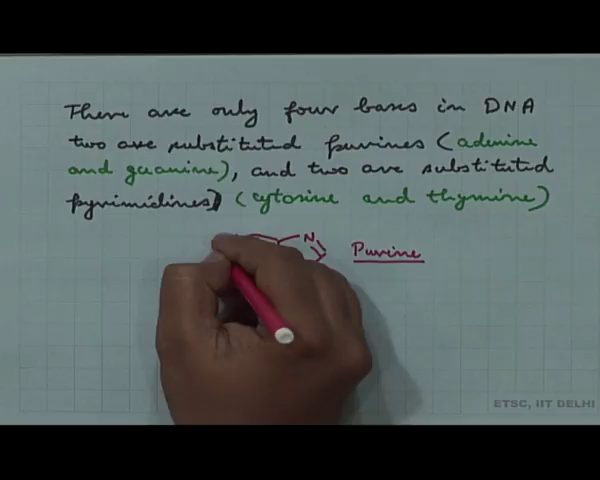 There are only four bases in DNA
two are substituted purines (adenine
and guanine), and two are substituted
pyrimidines) (cytosine and thymine)
N
Purine
ETSC, IIT DELHI